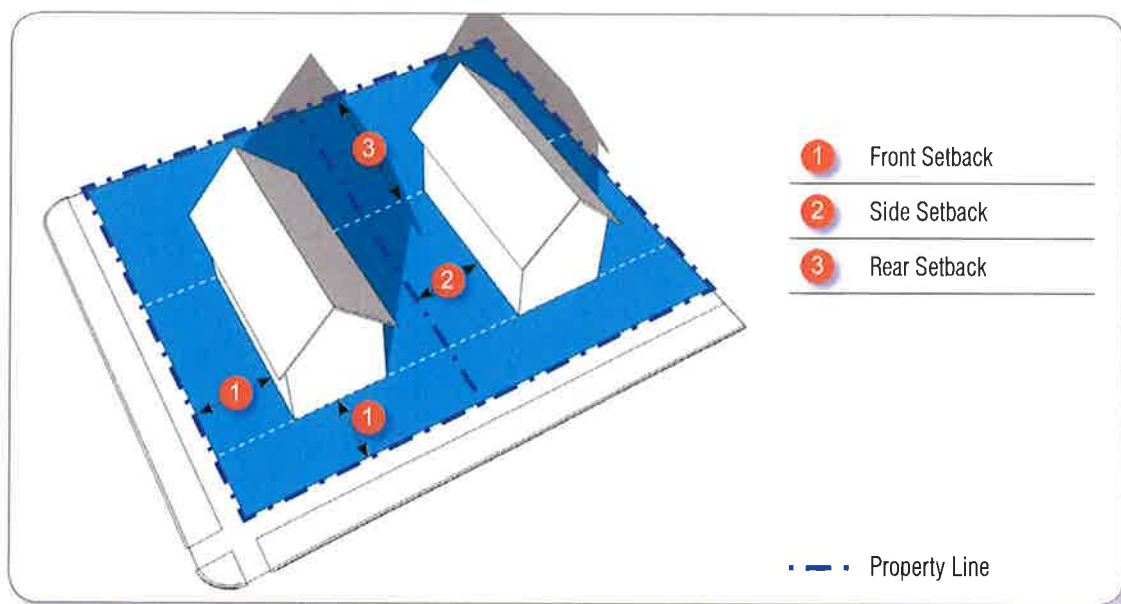 3
2
1
1
1 Front Setback
2 Side Setback
3 Rear Setback
Property Line